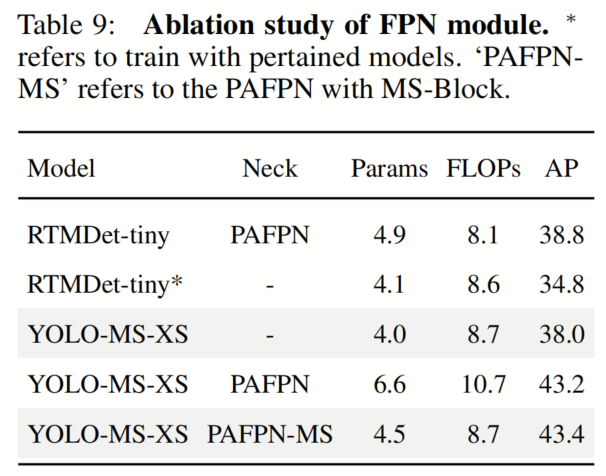 Table 9: Ablation study of FPN module. *
refers to train with pertained models. ‘PAFPN-
MS’ refers to the PAFPN with MS-Block.
Model Neck Params FLOPs AP
RTMDet-tiny PAFPN 4.9 8.1 38.8
RTMDet-tiny* - 4.1 8.6 34.8
YOLO-MS-XS - 4.0 8.7 38.0
YOLO-MS-XS PAFPN 6.6 10.7 43.2
YOLO-MS-XS PAFPN-MS 4.5 8.7 43.4